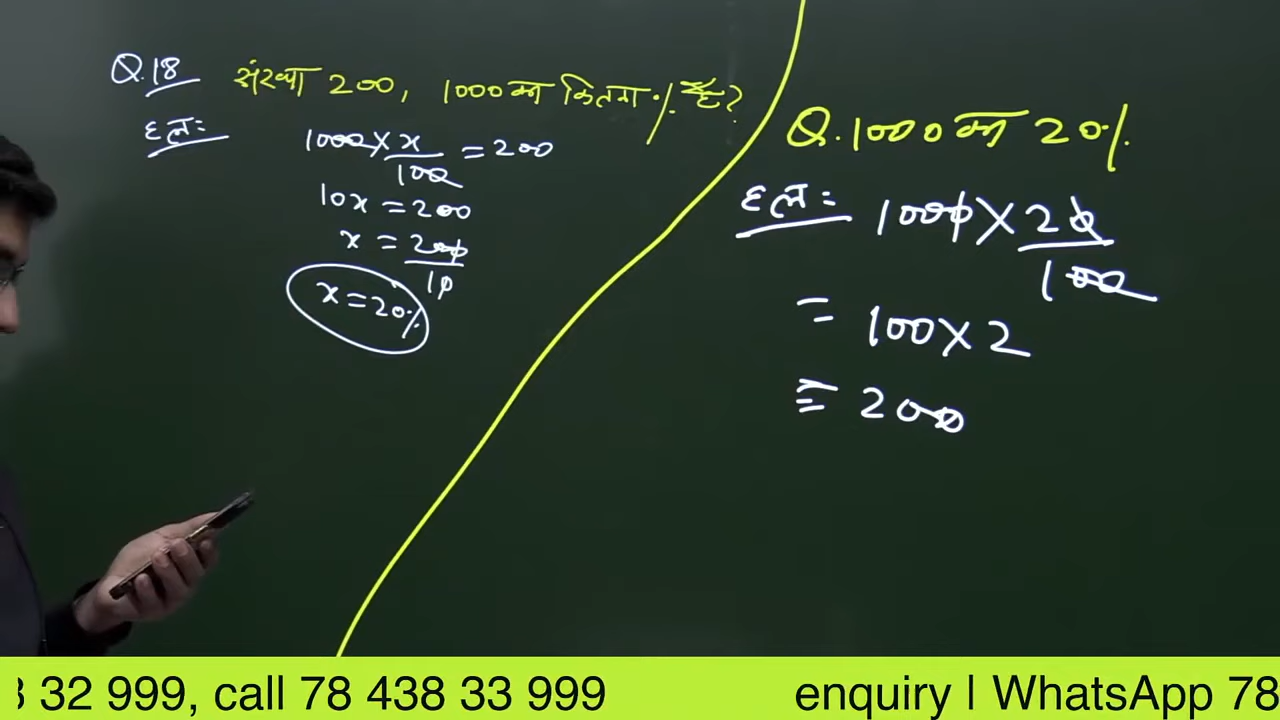 Q.18 संख्या 200, 1000 का कितना % है?
हल:
1000 × x/100 = 200
10x = 200
x = 200/10
x = 20%
Q. 1000 का 20%
हल: 1000 × 20/100
= 100 × 2
= 200
3 32 999, call 78 438 33 999 enquiry | WhatsApp 78